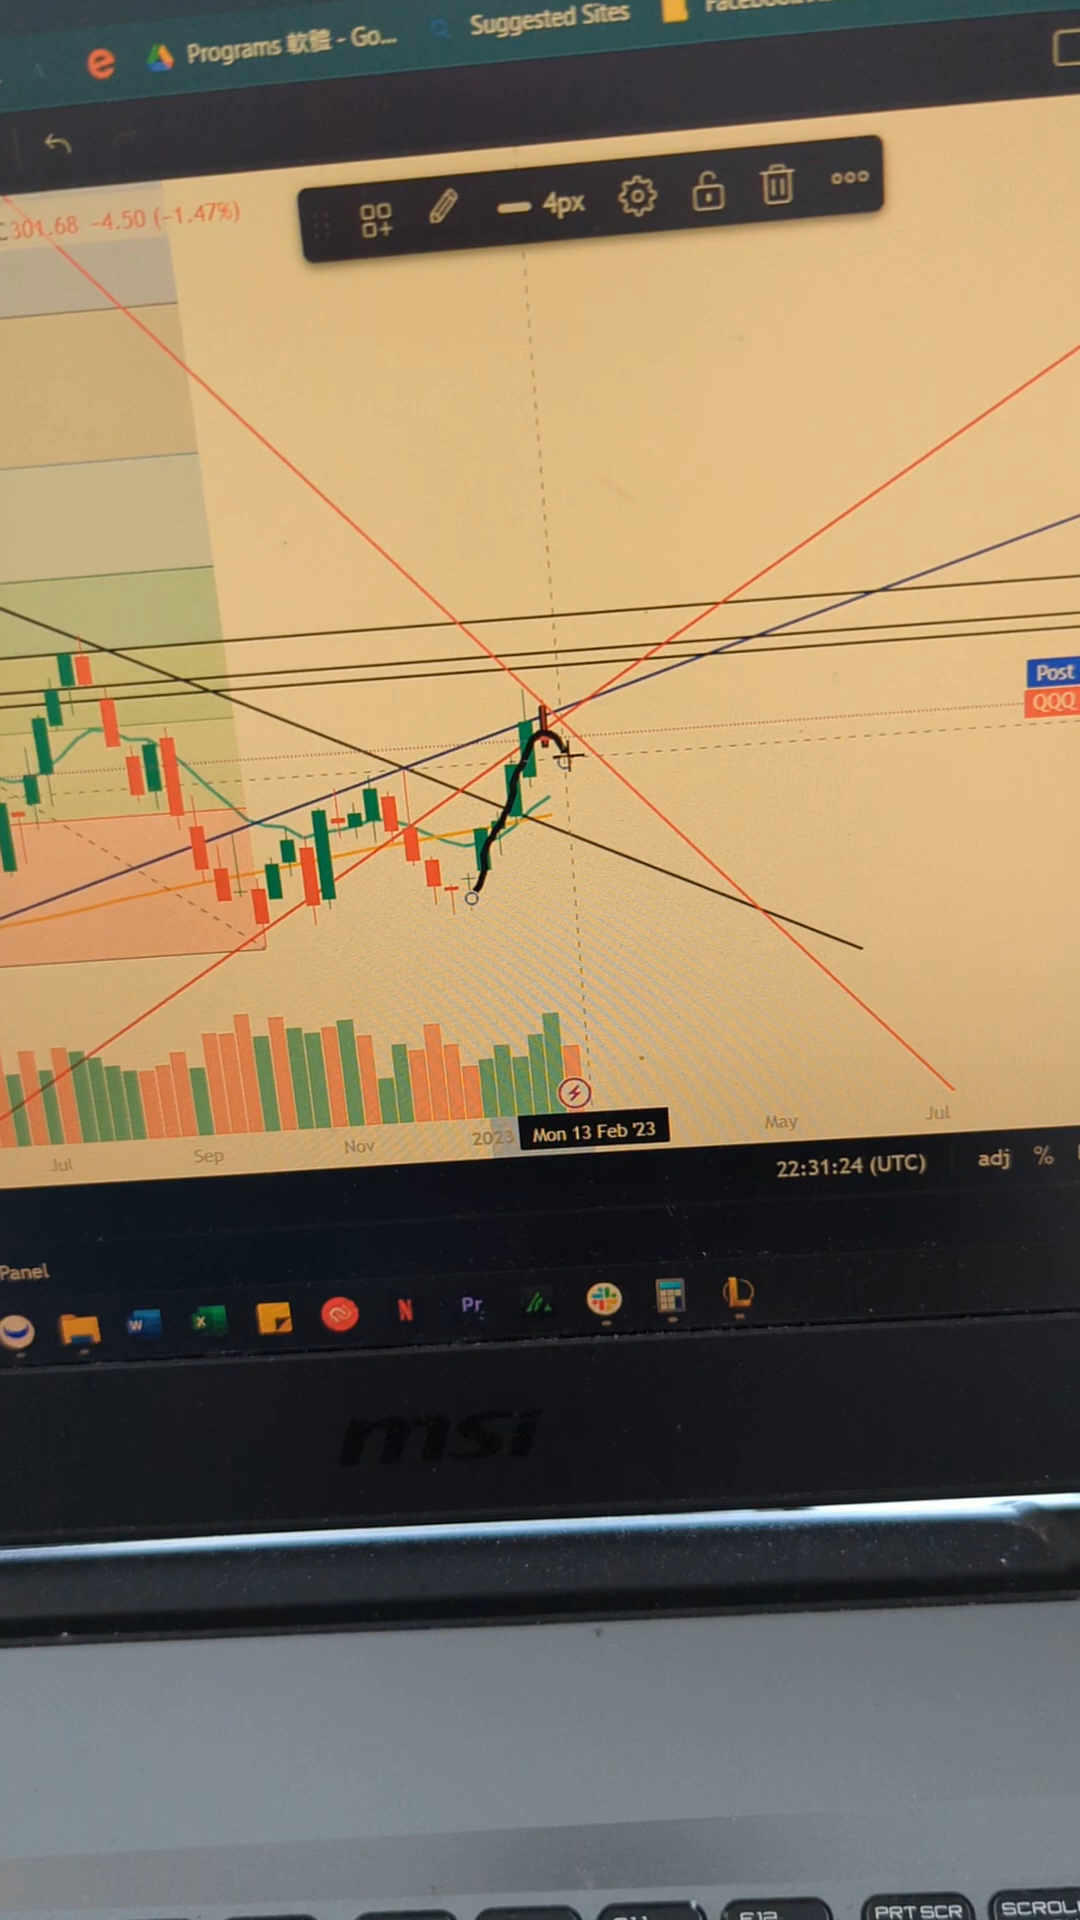 Programs 軟體 - Go...
Suggested Sites
301.68 −4.50 (−1.47%)
4px
Post
QQQ
Jul
Sep
Nov
2023
Mon 13 Feb '23
May
Jul
22:31:24 (UTC)
adj
%
Panel
W
X
N
Pr
msi
F12
PRT SCR